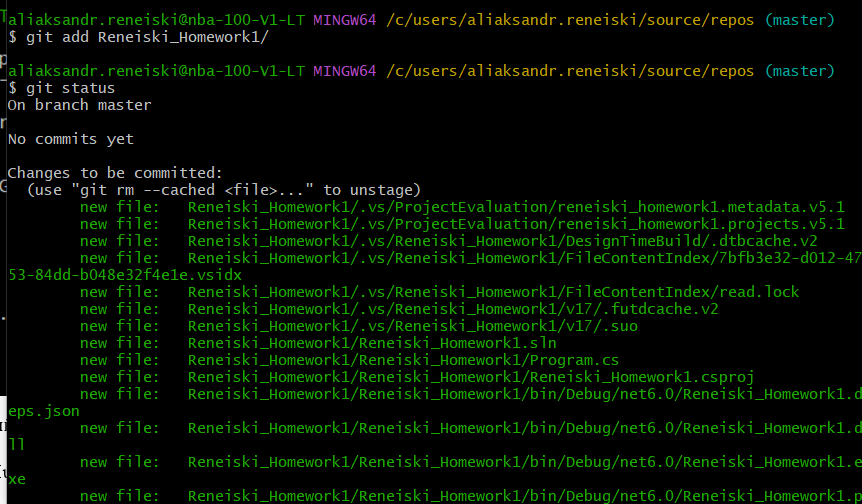 aliaksandr.reneiski@nba-100-V1-LT MINGW64 /c/users/aliaksandr.reneiski/source/repos (master)
$ git add Reneiski_Homework1/
aliaksandr.reneiski@nba-100-V1-LT MINGW64 /c/users/aliaksandr.reneiski/source/repos (master)
$ git status
On branch master
No commits yet
Changes to be committed:
(use "git rm --cached <file>..." to unstage)
new file: Reneiski_Homework1/.vs/ProjectEvaluation/reneiski_homework1.metadata.v5.1
new file: Reneiski_Homework1/.vs/ProjectEvaluation/reneiski_homework1.projects.v5.1
new file: Reneiski_Homework1/.vs/Reneiski_Homework1/DesignTimeBuild/.dtbcache.v2
new file: Reneiski_Homework1/.vs/Reneiski_Homework1/FileContentIndex/7bfb3e32-d012-47
53-84dd-b048e32f4e1e.vsidx
new file: Reneiski_Homework1/.vs/Reneiski_Homework1/FileContentIndex/read.lock
new file: Reneiski_Homework1/.vs/Reneiski_Homework1/v17/.futdcache.v2
new file: Reneiski_Homework1/.vs/Reneiski_Homework1/v17/.suo
new file: Reneiski_Homework1/Reneiski_Homework1.sln
new file: Reneiski_Homework1/Reneiski_Homework1/Program.cs
new file: Reneiski_Homework1/Reneiski_Homework1/Reneiski_Homework1.csproj
new file: Reneiski_Homework1/Reneiski_Homework1/bin/Debug/net6.0/Reneiski_Homework1.d
eps.json
new file: Reneiski_Homework1/Reneiski_Homework1/bin/Debug/net6.0/Reneiski_Homework1.d
ll
new file: Reneiski_Homework1/Reneiski_Homework1/bin/Debug/net6.0/Reneiski_Homework1.e
xe
new file: Reneiski_Homework1/Reneiski_Homework1/bin/Debug/net6.0/Reneiski_Homework1.p